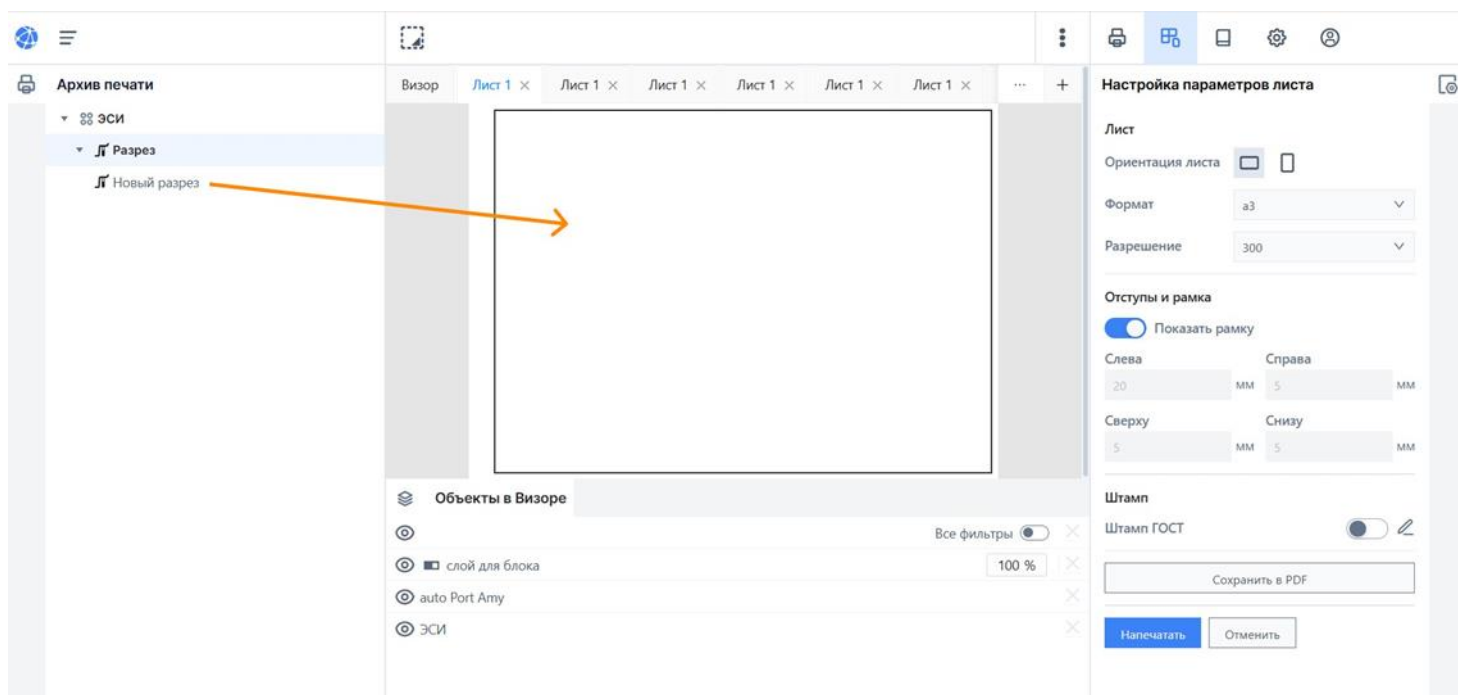 Архив печати
ЭСИ
Разрез
Новый разрез
Визор Лист 1 Лист 1 Лист 1 Лист 1 Лист 1 Лист 1 ...
Объекты в Визоре
Все фильтры
слой для блока 100 %
auto Port Amy
ЭСИ
Настройка параметров листа
Лист
Ориентация листа
Формат а3
Разрешение 300
Отступы и рамка
Показать рамку
Слева Справа
20 мм 5 мм
Сверху Снизу
5 мм 5 мм
Штамп
Штамп ГОСТ
Сохранить в PDF
Напечатать Отменить